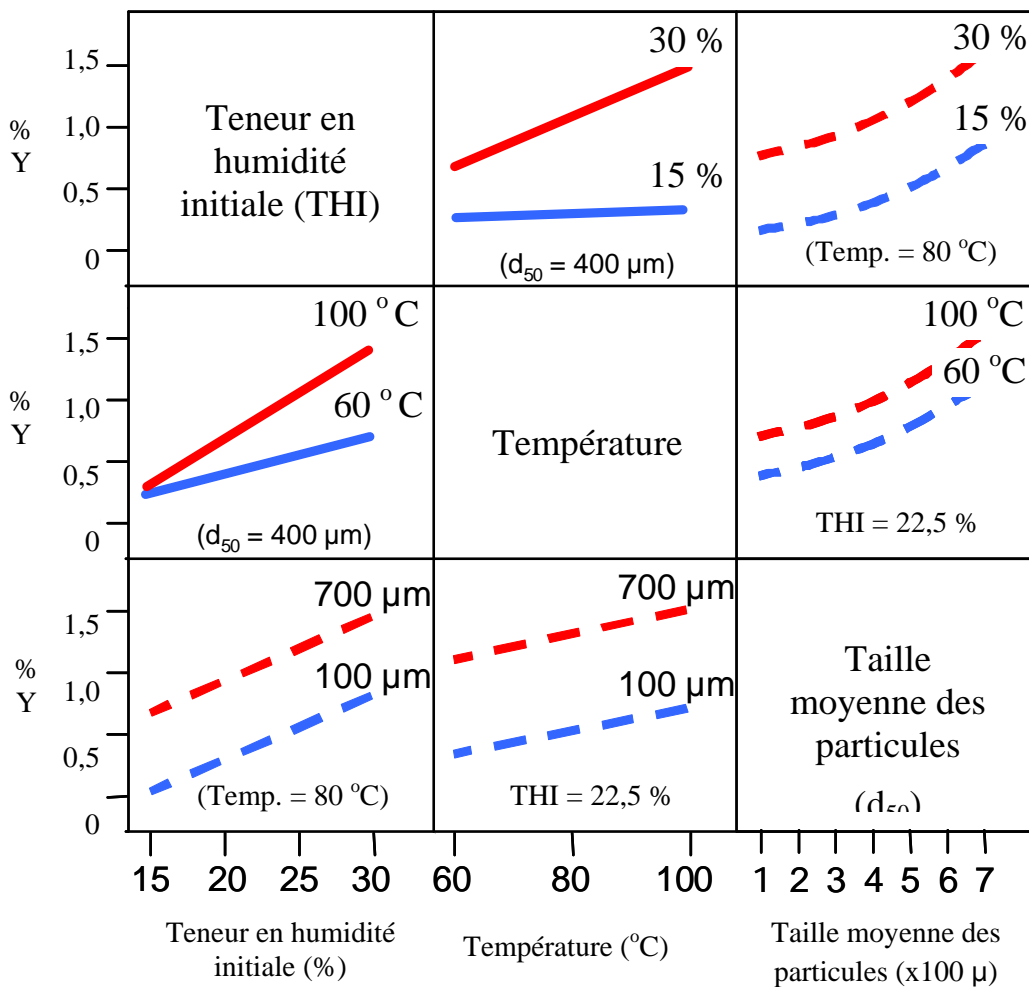 30 %
30 %
1,5
% Y
1,0
0,5
0
Teneur en
humidité
initiale (THI)
15 %
15 %
(d50 = 400 µm)
(Temp. = 80 °C)
100 °C
100 °C
1,5
% Y
1,0
0,5
0
60 °C
60 °C
Température
(d50 = 400 µm)
THI = 22,5 %
700 µm
700 µm
1,5
% Y
1,0
0,5
0
100 µm
100 µm
Taille
moyenne des
particules
(d50)
(Temp. = 80 °C)
THI = 22,5 %
15 20 25 30
60 80 100
1 2 3 4 5 6 7
Teneur en humidité
initiale (%)
Température (°C)
Taille moyenne des
particules (x100 µ)